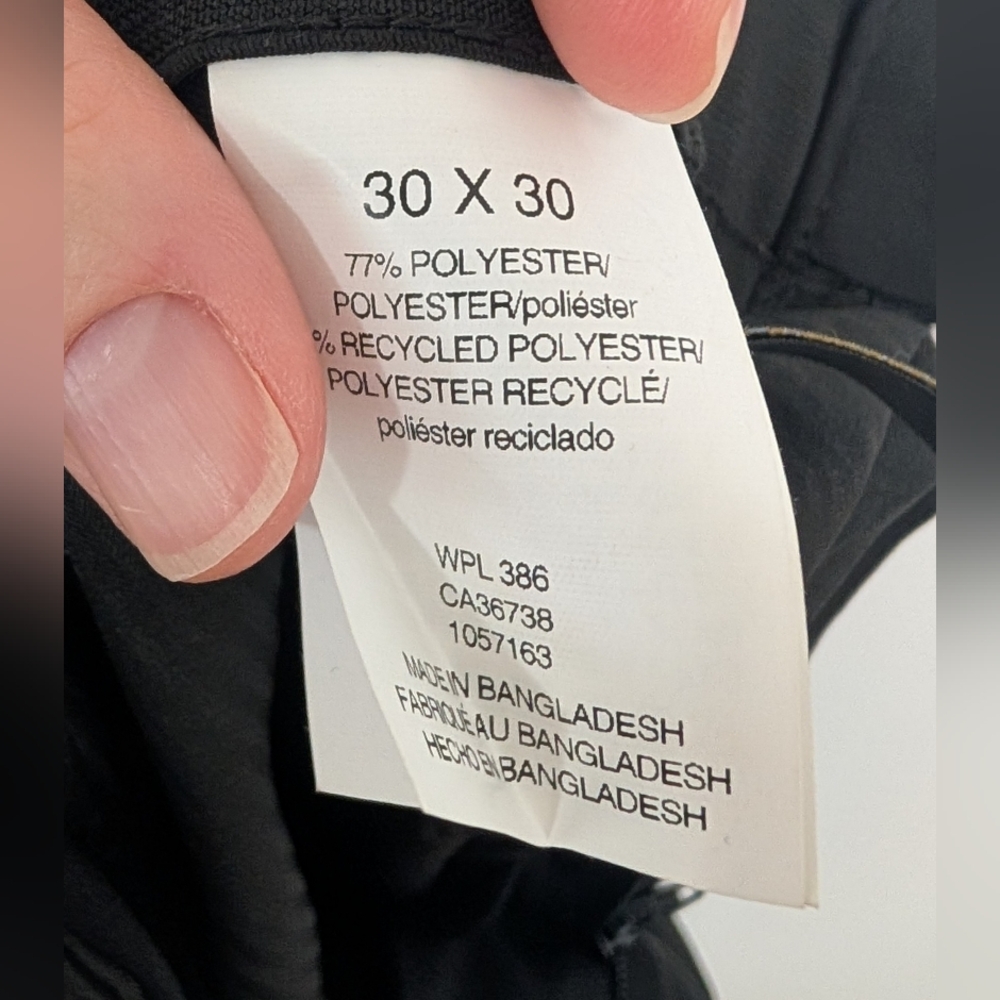 30 X 30
77% POLYESTER/
POLYESTER/poliéster
% RECYCLED POLYESTER/
POLYESTER RECYCLÉ/
poliéster reciclado
WPL 386
CA36738
1057163
MADE IN BANGLADESH
FABRIQUÉ AU BANGLADESH
HECHO EN BANGLADESH